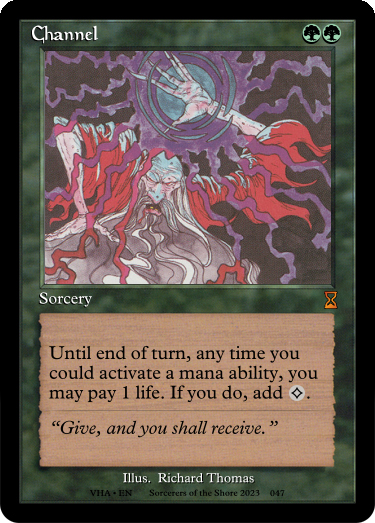 Channel
Sorcery
Until end of turn, any time you
could activate a mana ability, you
may pay 1 life. If you do, add .
“Give, and you shall receive.”
Illus. Richard Thomas
VHA • EN Sorcerers of the Shore 2023 047